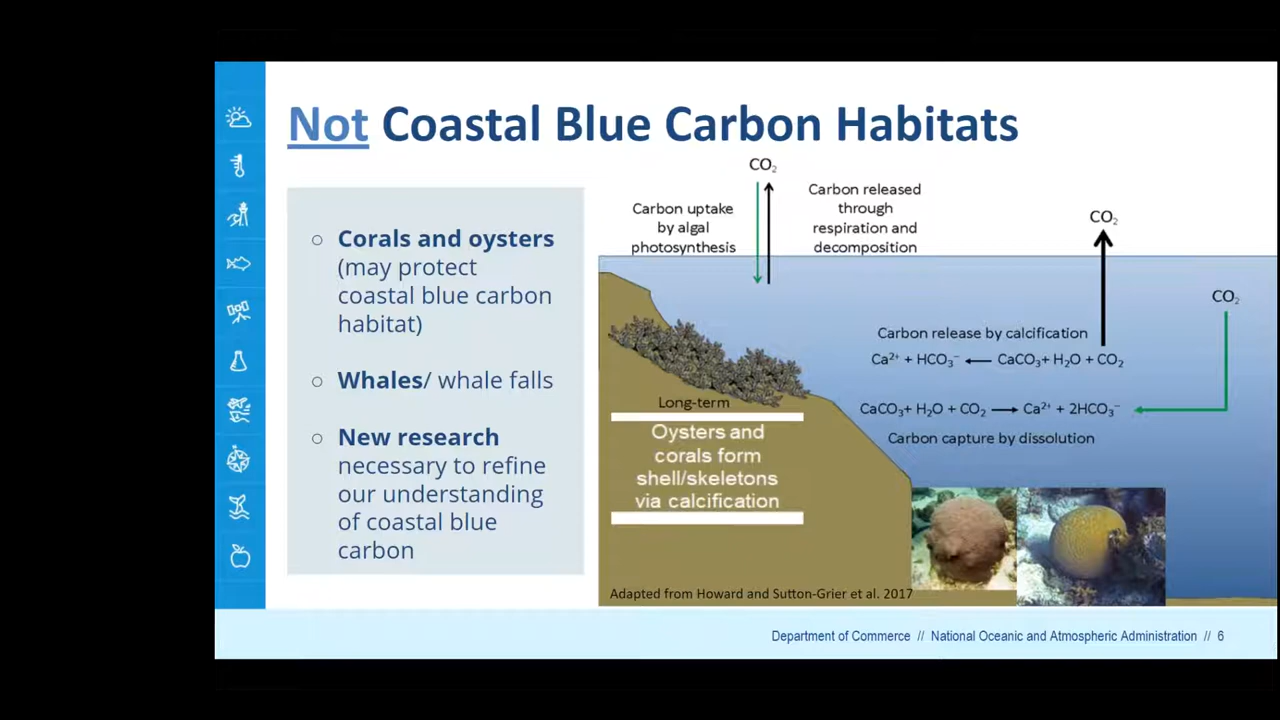 Not Coastal Blue Carbon Habitats
○ Corals and oysters
(may protect
coastal blue carbon
habitat)
○ Whales/ whale falls
○ New research
necessary to refine
our understanding
of coastal blue
carbon
CO₂
Carbon uptake
by algal
photosynthesis
Carbon released
through
respiration and
decomposition
CO₂
CO₂
Carbon release by calcification
Ca²⁺ + HCO₃⁻ ← CaCO₃+ H₂O + CO₂
CaCO₃+ H₂O + CO₂ → Ca²⁺ + 2HCO₃⁻
Carbon capture by dissolution
Long-term
Oysters and
corals form
shell/skeletons
via calcification
Adapted from Howard and Sutton-Grier et al. 2017
Department of Commerce // National Oceanic and Atmospheric Administration // 6